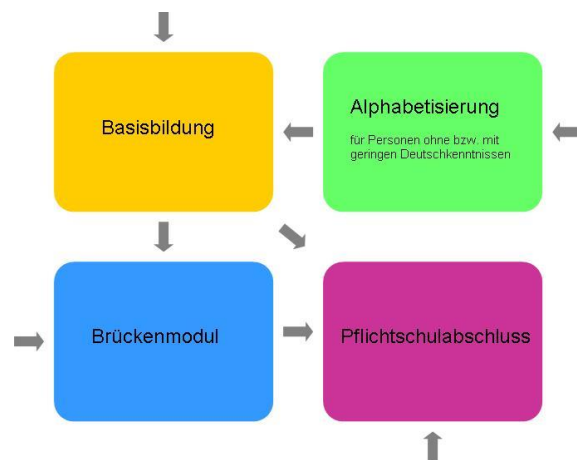 Basisbildung
Alphabetisierung
für Personen ohne bzw. mit
geringen Deutschkenntnissen
Brückenmodul
Pflichtschulabschluss